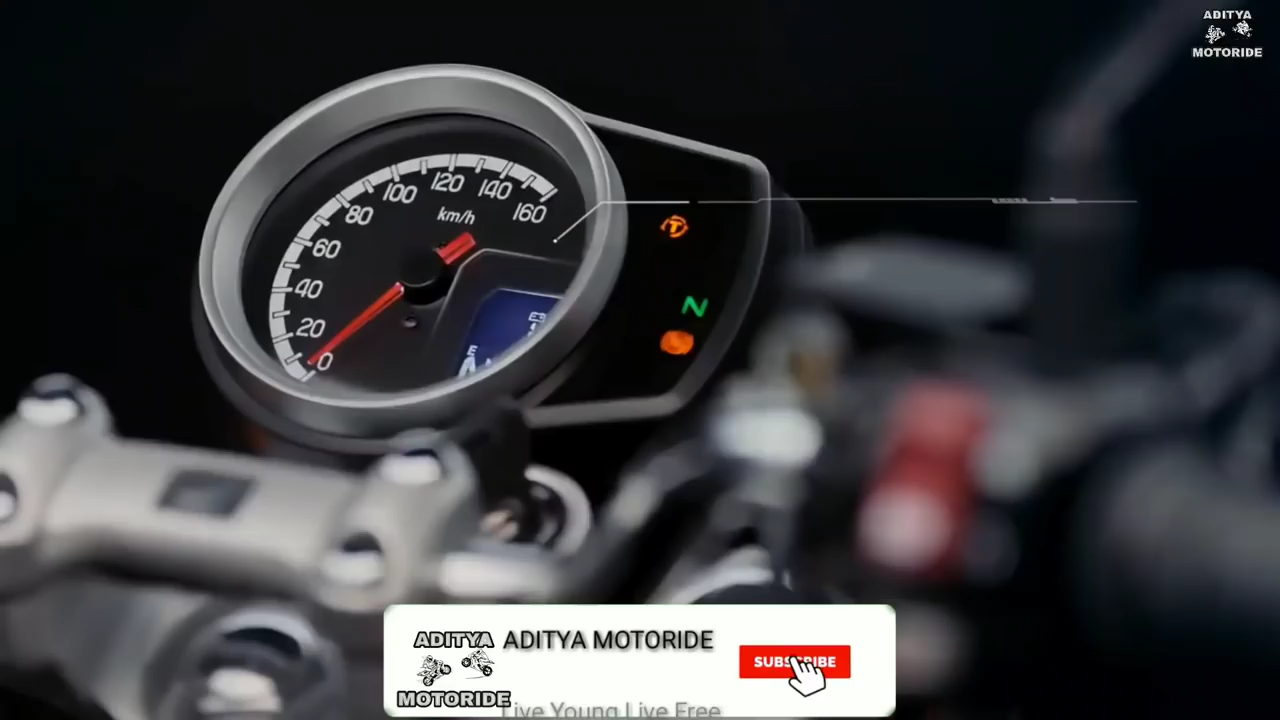 ADITYA
MOTORIDE
160
140
120
100
80
60
40
20
0
km/h
T
N
E
ADITYA
MOTORIDE
ADITYA MOTORIDE
SUBSCRIBE
Live Young Live Free